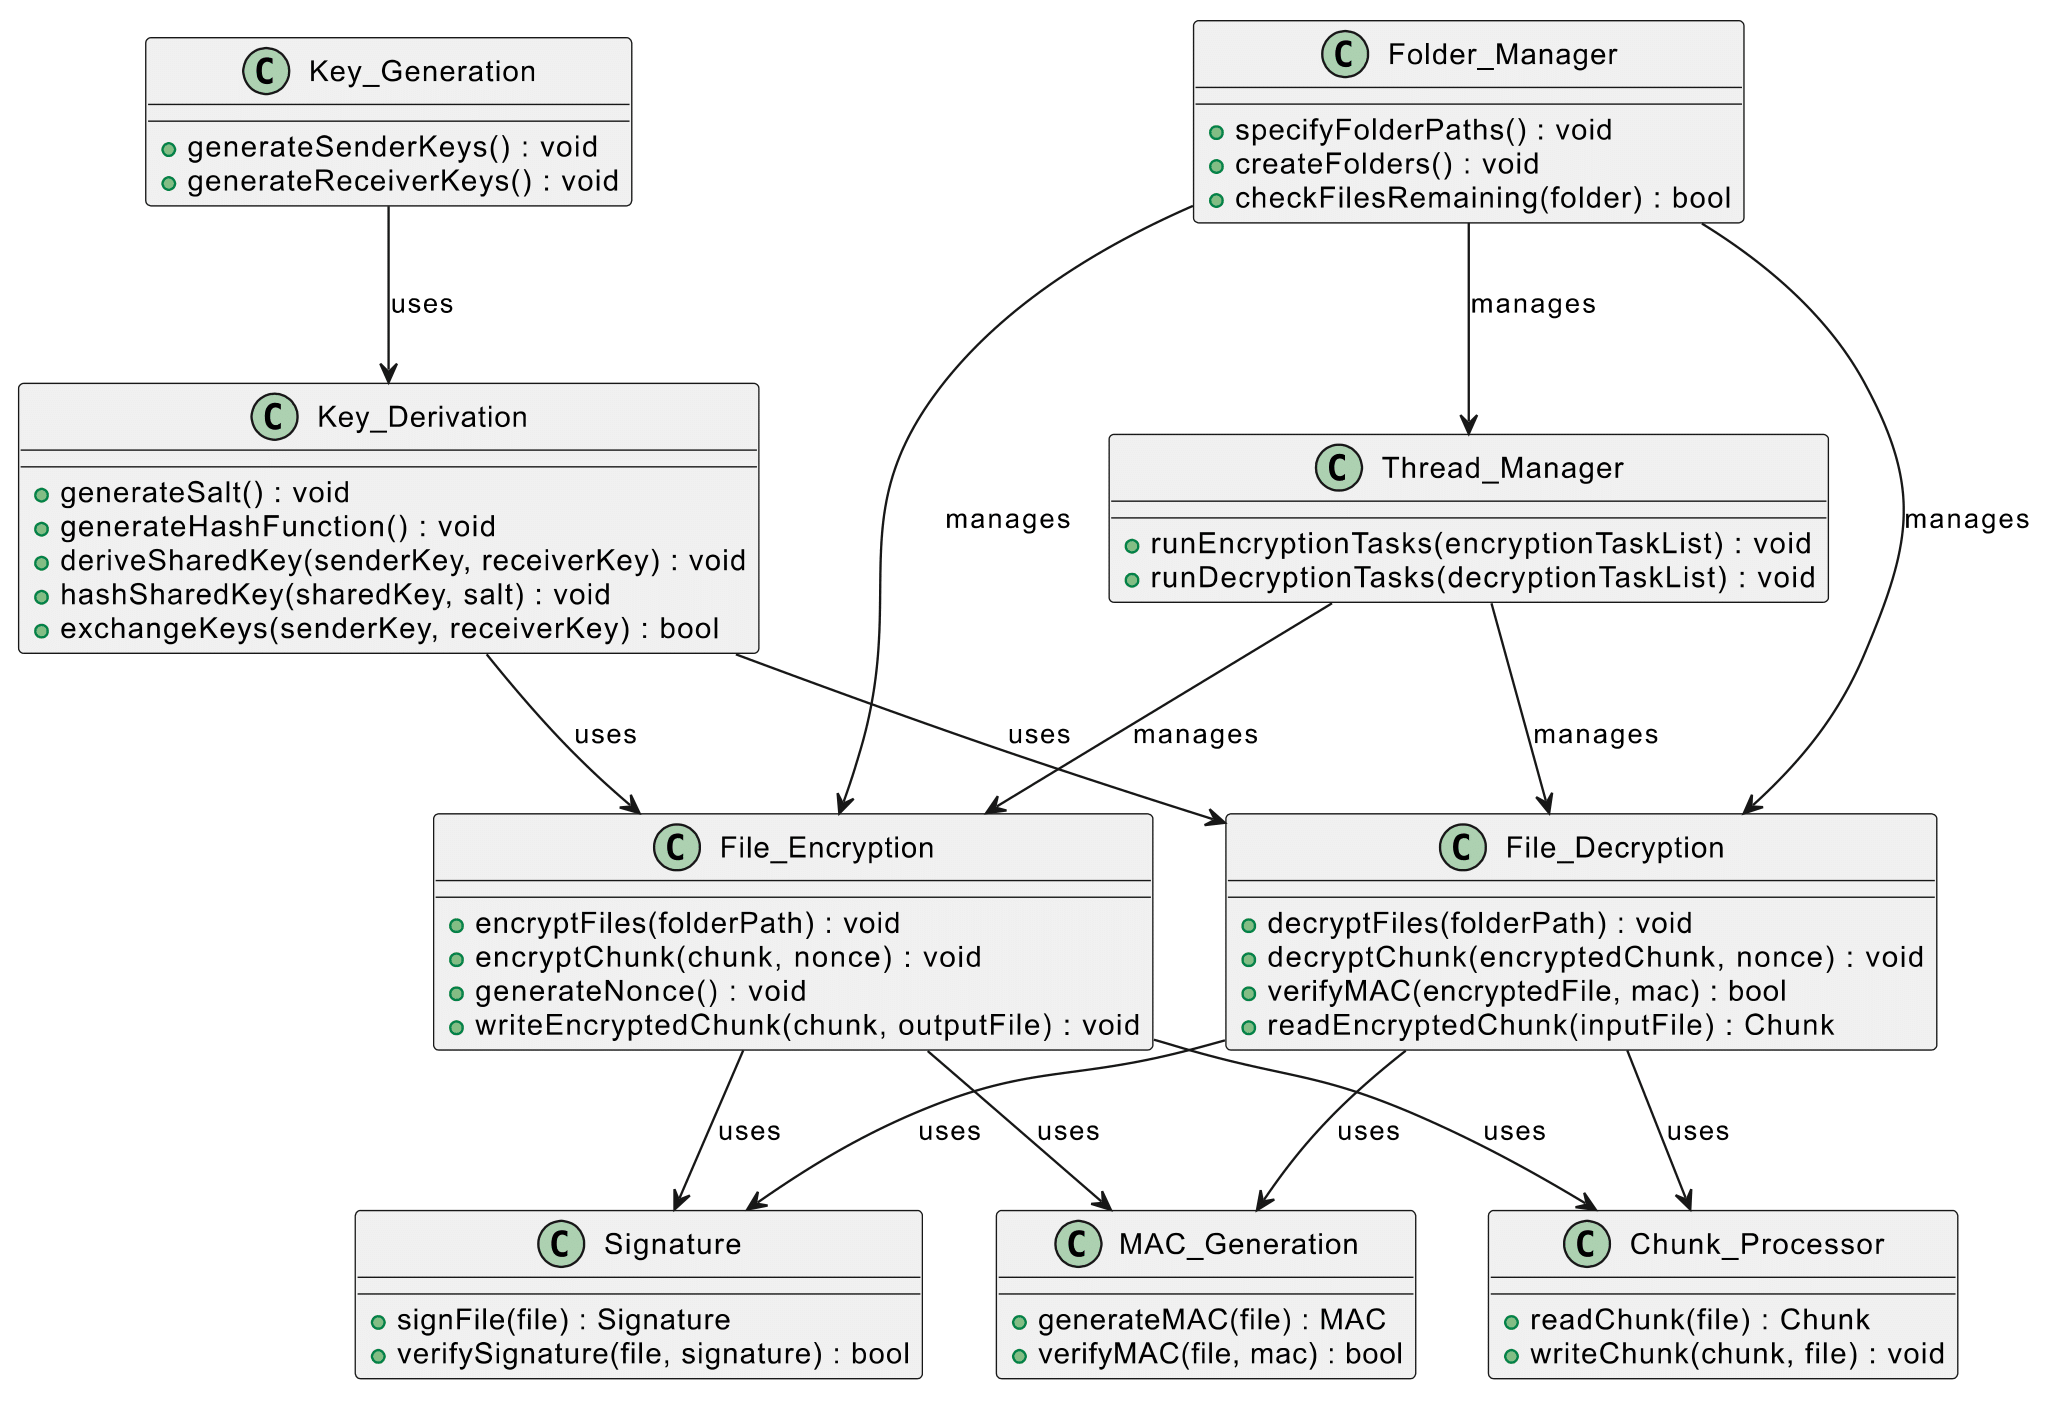 C Key_Generation
generateSenderKeys() : void
generateReceiverKeys() : void
C Folder_Manager
specifyFolderPaths() : void
createFolders() : void
checkFilesRemaining(folder) : bool
uses
manages
C Key_Derivation
generateSalt() : void
generateHashFunction() : void
deriveSharedKey(senderKey, receiverKey) : void
hashSharedKey(sharedKey, salt) : void
exchangeKeys(senderKey, receiverKey) : bool
manages
C Thread_Manager
runEncryptionTasks(encryptionTaskList) : void
runDecryptionTasks(decryptionTaskList) : void
manages
uses
uses
manages
manages
C File_Encryption
encryptFiles(folderPath) : void
encryptChunk(chunk, nonce) : void
generateNonce() : void
writeEncryptedChunk(chunk, outputFile) : void
C File_Decryption
decryptFiles(folderPath) : void
decryptChunk(encryptedChunk, nonce) : void
verifyMAC(encryptedFile, mac) : bool
readEncryptedChunk(inputFile) : Chunk
uses
uses
uses
uses
uses
uses
C Signature
signFile(file) : Signature
verifySignature(file, signature) : bool
C MAC_Generation
generateMAC(file) : MAC
verifyMAC(file, mac) : bool
C Chunk_Processor
readChunk(file) : Chunk
writeChunk(chunk, file) : void